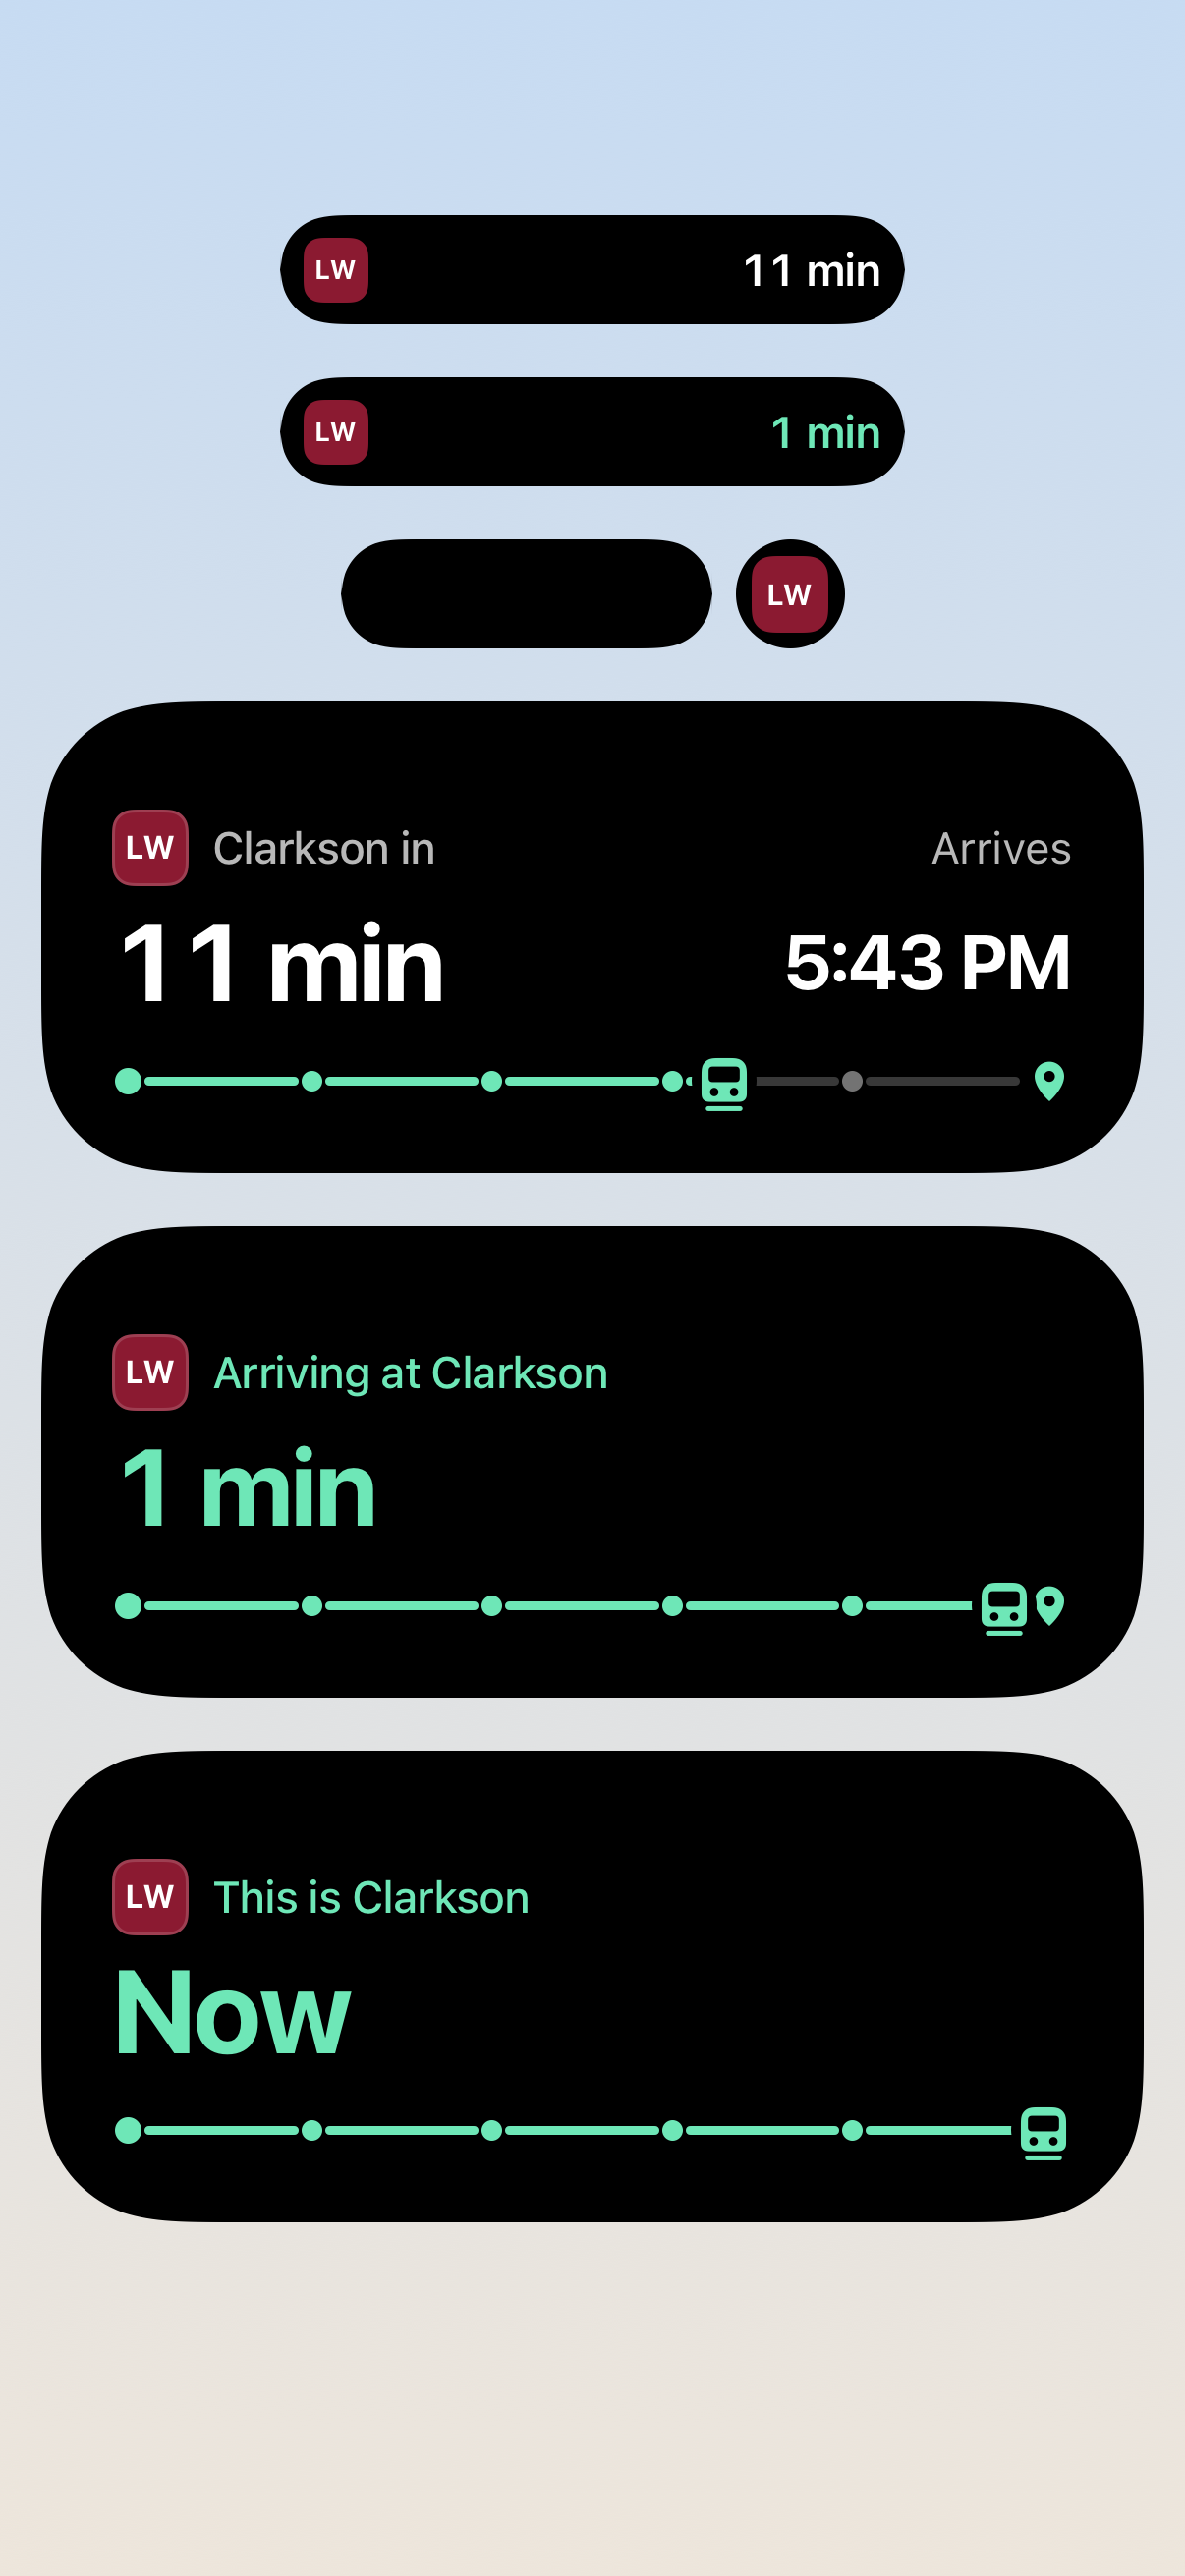 LW 11 min
LW 1 min
LW
LW Clarkson in Arrives
11 min 5:43 PM
LW Arriving at Clarkson
1 min
LW This is Clarkson
Now